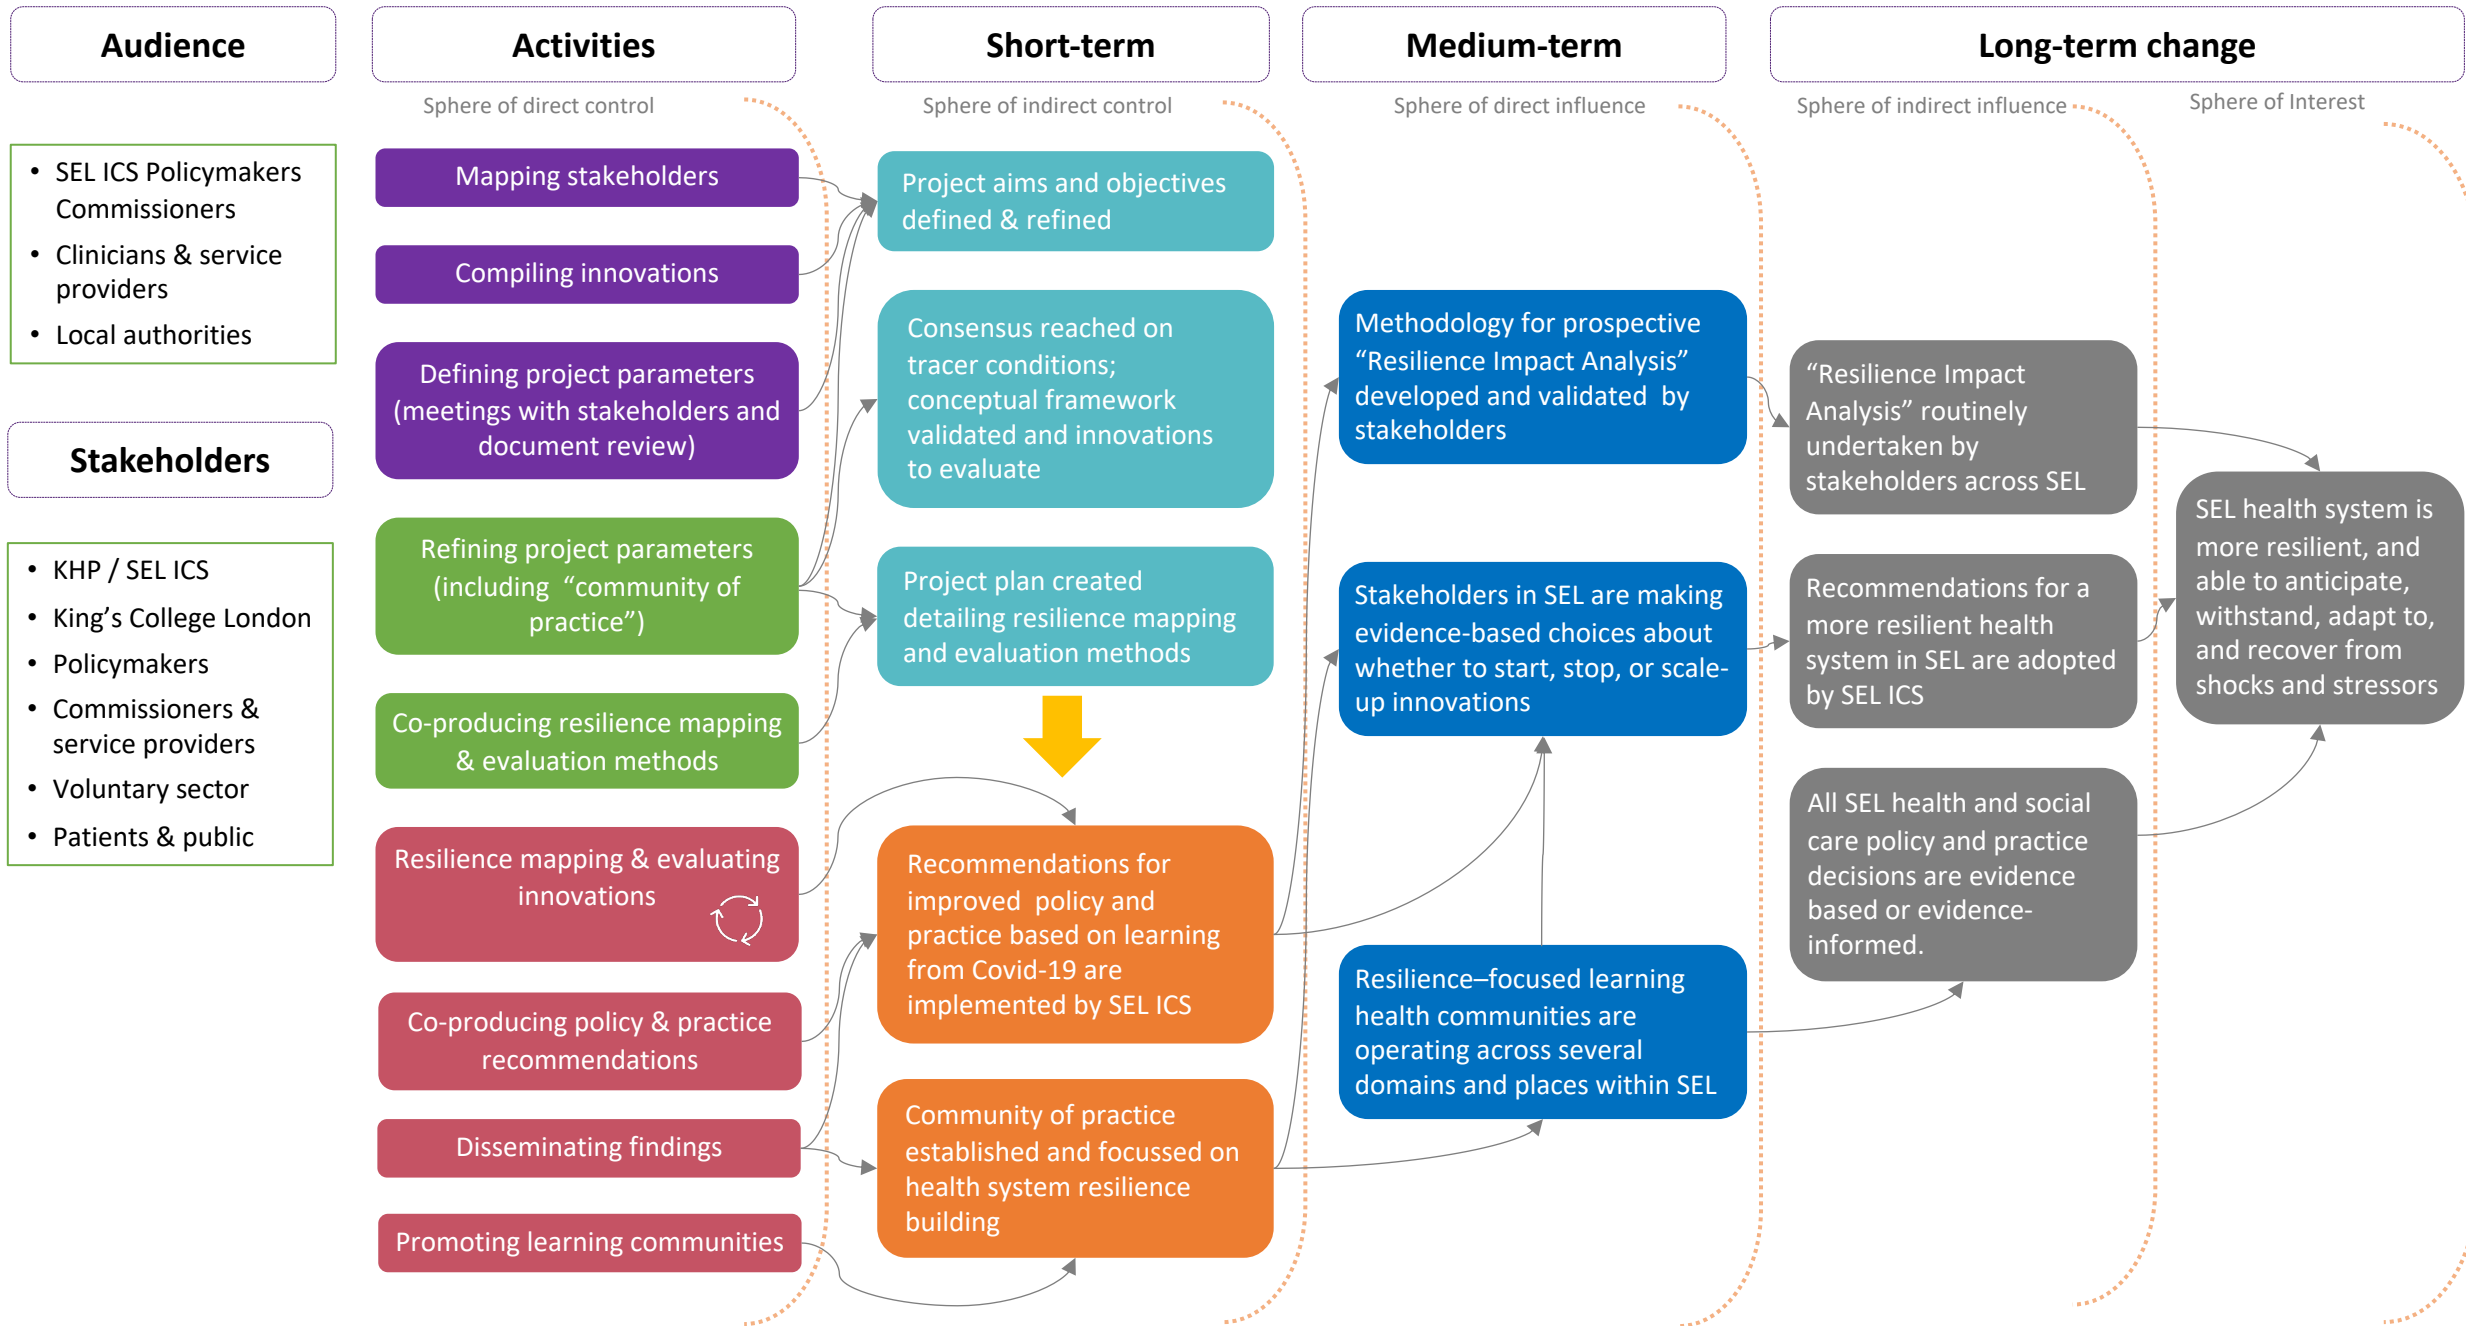 Audience
Activities
Short-term
Medium-term
Long-term change
Sphere of direct control
Sphere of indirect control
Sphere of direct influence
Sphere of indirect influence
Sphere of Interest
• SEL ICS Policymakers
Commissioners
• Clinicians & service
providers
• Local authorities
Stakeholders
• KHP / SEL ICS
• King’s College London
• Policymakers
• Commissioners &
service providers
• Voluntary sector
• Patients & public
Mapping stakeholders
Compiling innovations
Defining project parameters
(meetings with stakeholders and
document review)
Refining project parameters
(including “community of
practice”)
Co-producing resilience mapping
& evaluation methods
Resilience mapping & evaluating
innovations
Co-producing policy & practice
recommendations
Disseminating findings
Promoting learning communities
Project aims and objectives
defined & refined
Consensus reached on
tracer conditions;
conceptual framework
validated and innovations
to evaluate
Project plan created
detailing resilience mapping
and evaluation methods
Recommendations for
improved policy and
practice based on learning
from Covid-19 are
implemented by SEL ICS
Community of practice
established and focussed on
health system resilience
building
Methodology for prospective
“Resilience Impact Analysis”
developed and validated by
stakeholders
Stakeholders in SEL are making
evidence-based choices about
whether to start, stop, or scale-
up innovations
Resilience–focused learning
health communities are
operating across several
domains and places within SEL
“Resilience Impact
Analysis” routinely
undertaken by
stakeholders across SEL
Recommendations for a
more resilient health
system in SEL are adopted
by SEL ICS
All SEL health and social
care policy and practice
decisions are evidence
based or evidence-
informed.
SEL health system is
more resilient, and
able to anticipate,
withstand, adapt to,
and recover from
shocks and stressors